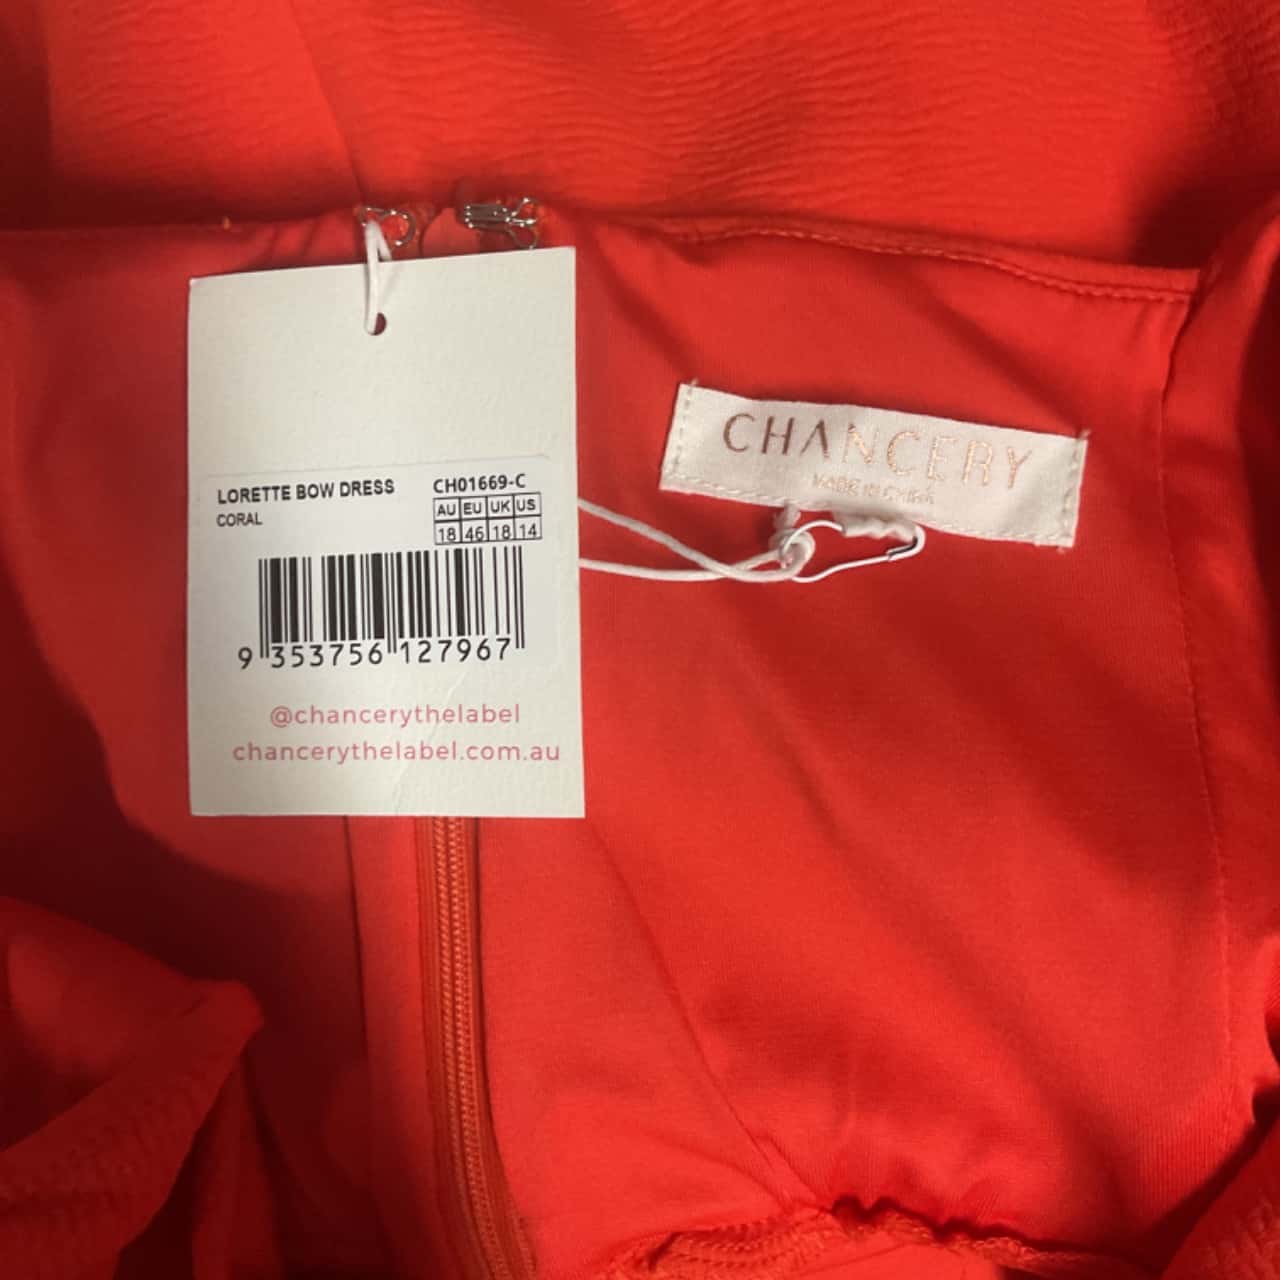 LORETTE BOW DRESS CH01669-C
CORAL
AU EU UK US
18 46 18 14
9 353756 127967
@chancerythelabel
chancerythelabel.com.au
CHANCERY
MADE IN CHINA